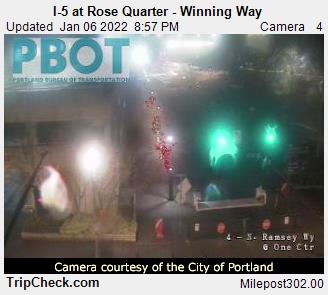 I-5 at Rose Quarter - Winning Way
Updated Jan 06 2022 8:57 PM Camera 4
PBOT
PORTLAND BUREAU OF TRANSPORTATION
4 - N. Ramsey Wy
@ One Ctr
Camera courtesy of the City of Portland
TripCheck.com Milepost302.00